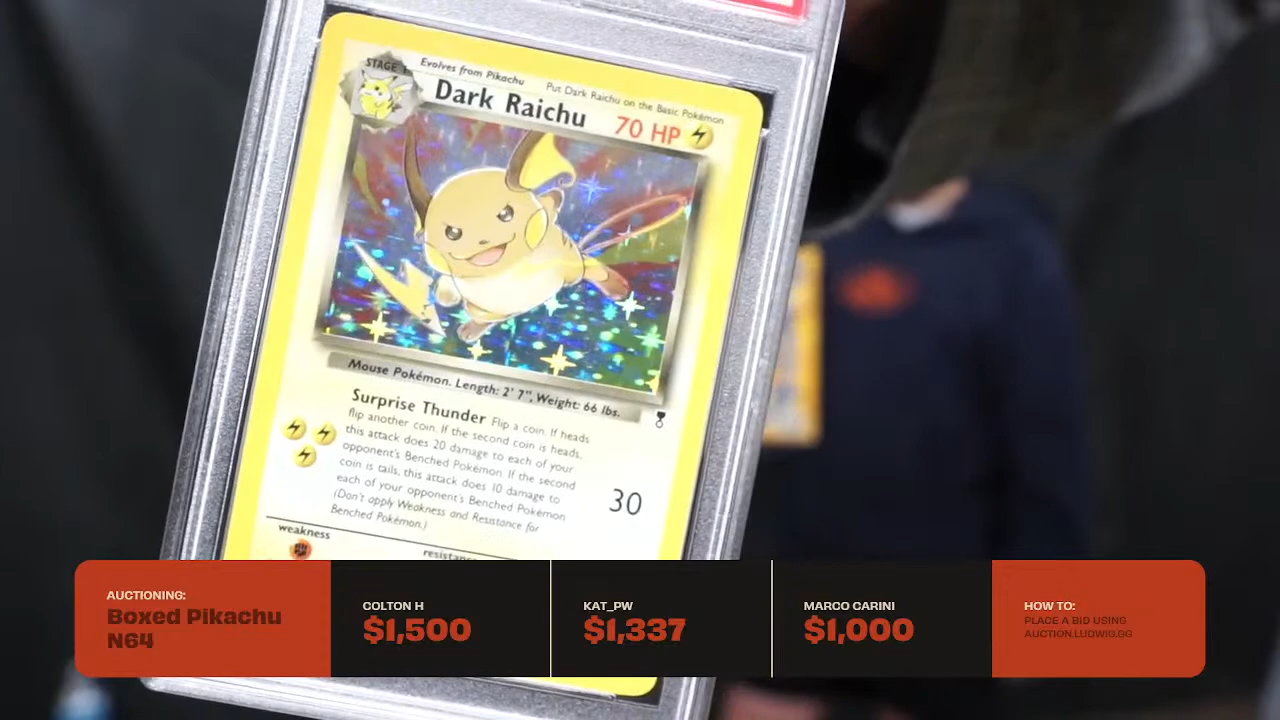 STAGE 1
Evolves from Pikachu
Put Dark Raichu on the Basic Pokémon
Dark Raichu
70 HP
Mouse Pokémon. Length: 2' 7", Weight: 66 lbs.
Surprise Thunder Flip a coin. If heads
flip another coin. If the second coin is heads,
this attack does 20 damage to each of your
opponent's Benched Pokémon. If the second
coin is tails, this attack does 10 damage to
each of your opponent's Benched Pokémon
(Don't apply Weakness and Resistance for
Benched Pokémon.)
30
weakness
AUCTIONING:
Boxed Pikachu
N64
COLTON H
$1,500
KAT_PW
$1,337
MARCO CARINI
$1,000
HOW TO:
PLACE A BID USING
AUCTION.LUDWIG.GG